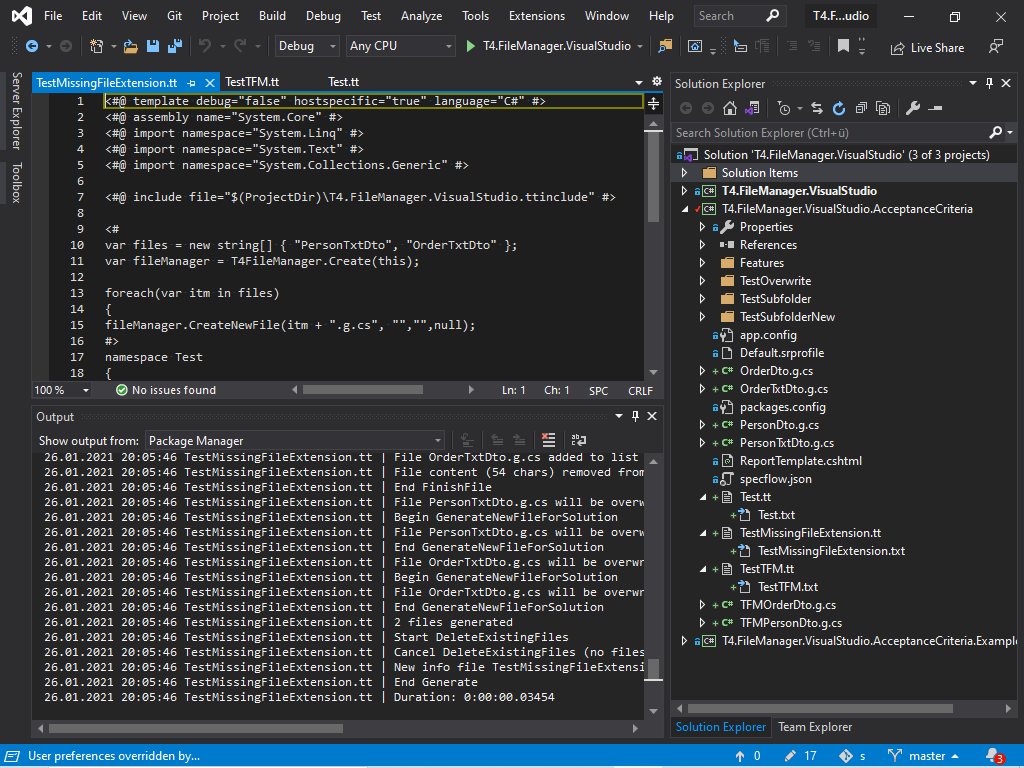 File Edit View Git Project Build Debug Test Analyze Tools Extensions Window Help Search T4.F...udio
Debug Any CPU T4.FileManager.VisualStudio Live Share
Server Explorer
Toolbox
TestMissingFileExtension.tt TestTFM.tt Test.tt
1 <#@ template debug="false" hostspecific="true" language="C#" #>
2 <#@ assembly name="System.Core" #>
3 <#@ import namespace="System.Linq" #>
4 <#@ import namespace="System.Text" #>
5 <#@ import namespace="System.Collections.Generic" #>
6
7 <#@ include file="$(ProjectDir)\T4.FileManager.VisualStudio.ttinclude" #>
8
9 <#
10 var files = new string[] { "PersonTxtDto", "OrderTxtDto" };
11 var fileManager = T4FileManager.Create(this);
12
13 foreach(var itm in files)
14 {
15 fileManager.CreateNewFile(itm + ".g.cs", "","",null);
16 #>
17 namespace Test
18 {
100 % No issues found Ln: 1 Ch: 1 SPC CRLF
Output
Show output from: Package Manager
26.01.2021 20:05:46 TestMissingFileExtension.tt | File OrderTxtDto.g.cs added to list
26.01.2021 20:05:46 TestMissingFileExtension.tt | File content (54 chars) removed from
26.01.2021 20:05:46 TestMissingFileExtension.tt | End FinishFile
26.01.2021 20:05:46 TestMissingFileExtension.tt | File PersonTxtDto.g.cs will be overw
26.01.2021 20:05:46 TestMissingFileExtension.tt | Begin GenerateNewFileForSolution
26.01.2021 20:05:46 TestMissingFileExtension.tt | File PersonTxtDto.g.cs will be overw
26.01.2021 20:05:46 TestMissingFileExtension.tt | End GenerateNewFileForSolution
26.01.2021 20:05:46 TestMissingFileExtension.tt | File OrderTxtDto.g.cs will be overwr
26.01.2021 20:05:46 TestMissingFileExtension.tt | Begin GenerateNewFileForSolution
26.01.2021 20:05:46 TestMissingFileExtension.tt | File OrderTxtDto.g.cs will be overwr
26.01.2021 20:05:46 TestMissingFileExtension.tt | End GenerateNewFileForSolution
26.01.2021 20:05:46 TestMissingFileExtension.tt | 2 files generated
26.01.2021 20:05:46 TestMissingFileExtension.tt | Start DeleteExistingFiles
26.01.2021 20:05:46 TestMissingFileExtension.tt | Cancel DeleteExistingFiles (no files
26.01.2021 20:05:46 TestMissingFileExtension.tt | New info file TestMissingFileExtensi
26.01.2021 20:05:46 TestMissingFileExtension.tt | End Generate
26.01.2021 20:05:46 TestMissingFileExtension.tt | Duration: 0:00:00.03454
Solution Explorer
Search Solution Explorer (Ctrl+ü)
Solution 'T4.FileManager.VisualStudio' (3 of 3 projects)
Solution Items
C# T4.FileManager.VisualStudio
C# T4.FileManager.VisualStudio.AcceptanceCriteria
Properties
References
Features
TestOverwrite
TestSubfolder
TestSubfolderNew
app.config
Default.srprofile
+ C# OrderDto.g.cs
+ C# OrderTxtDto.g.cs
packages.config
+ C# PersonDto.g.cs
+ C# PersonTxtDto.g.cs
ReportTemplate.cshtml
specflow.json
+ Test.tt
+ Test.txt
+ TestMissingFileExtension.tt
+ TestMissingFileExtension.txt
+ TestTFM.tt
+ TestTFM.txt
+ C# TFMOrderDto.g.cs
+ C# TFMPersonDto.g.cs
C# T4.FileManager.VisualStudio.AcceptanceCriteria.Example
Solution Explorer Team Explorer
User preferences overridden by... 0 17 s master 3